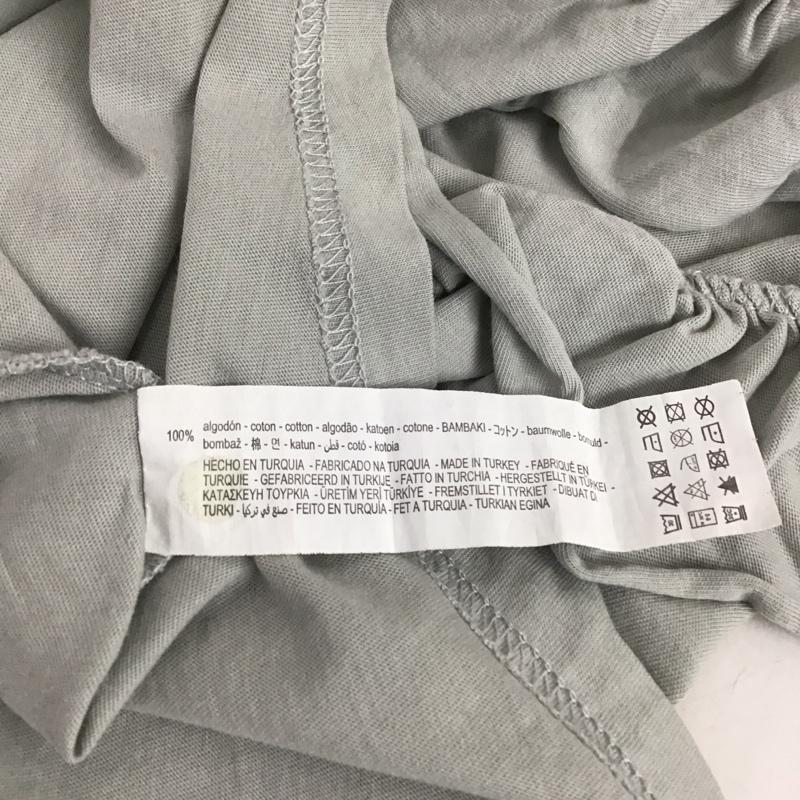 100% algodón - coton - cotton - algodão - katoen - cotone - BAMBAKI - コットン - baumwolle - bomuld -
bombaž - 棉 - 면 - katun - قطن - cotó - kotoia
HECHO EN TURQUIA - FABRICADO NA TURQUIA - MADE IN TURKEY - FABRIQUÉ EN
TURQUIE - GEFABRICEERD IN TURKIJE - FATTO IN TURCHIA - HERGESTELLT IN TÜRKEI -
ΚΑΤΑΣΚΕΥΗ ΤΟΥΡΚΙΑ - ÜRETİM YERİ TÜRKİYE - FREMSTILLET I TYRKIET - DIBUAT DI
TURKI - صنع في تركيا - FEITO EN TURQUÍA - FET A TURQUIA - TURKIAN EGINA